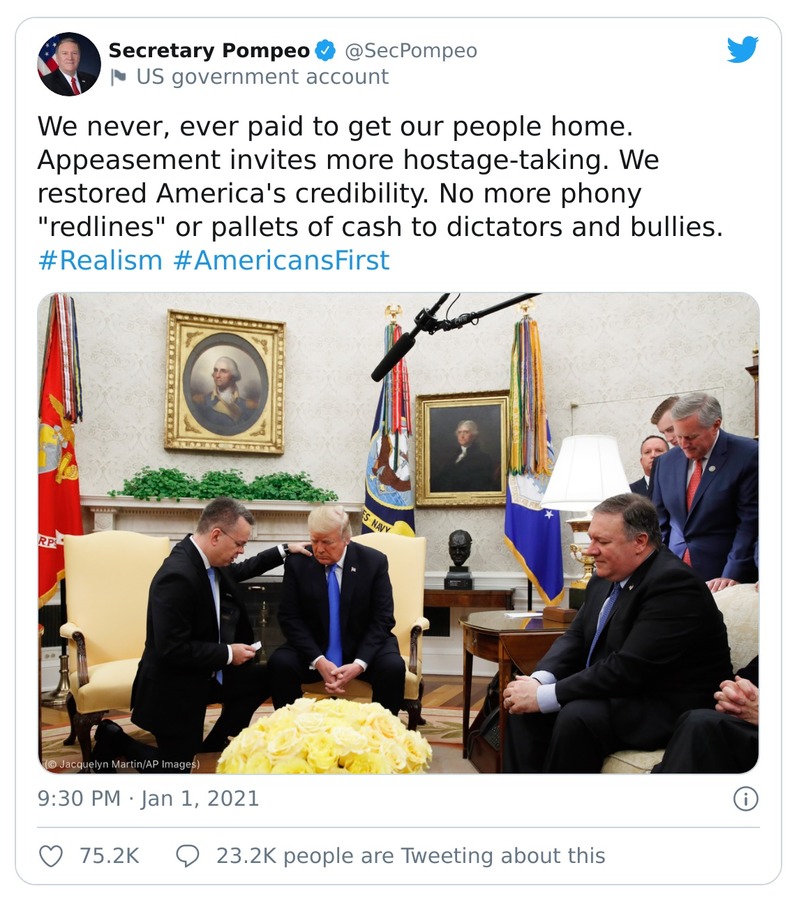 Secretary Pompeo @SecPompeo
US government account
We never, ever paid to get our people home.
Appeasement invites more hostage-taking. We
restored America's credibility. No more phony
"redlines" or pallets of cash to dictators and bullies.
#Realism #AmericansFirst
RP
ES NAVY
(© Jacquelyn Martin/AP Images)
9:30 PM · Jan 1, 2021
75.2K 23.2K people are Tweeting about this